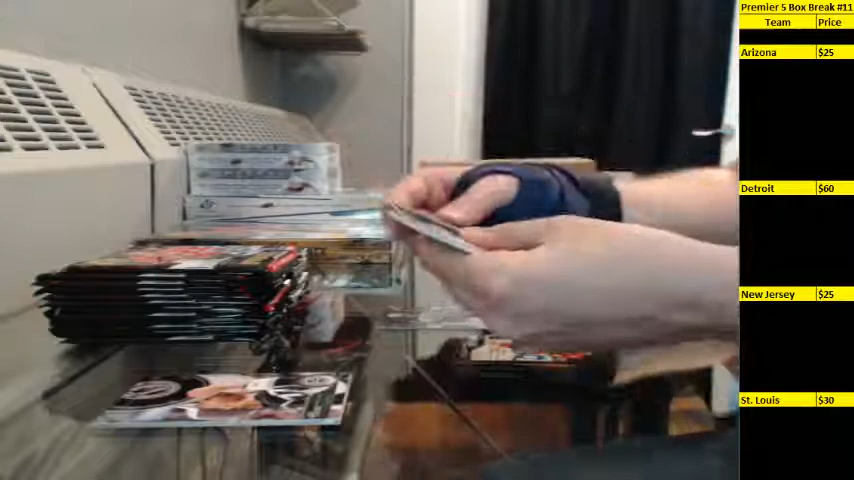 Premier 5 Box Break #11
Team Price
Arizona $25
Detroit $60
New Jersey $25
St. Louis $30